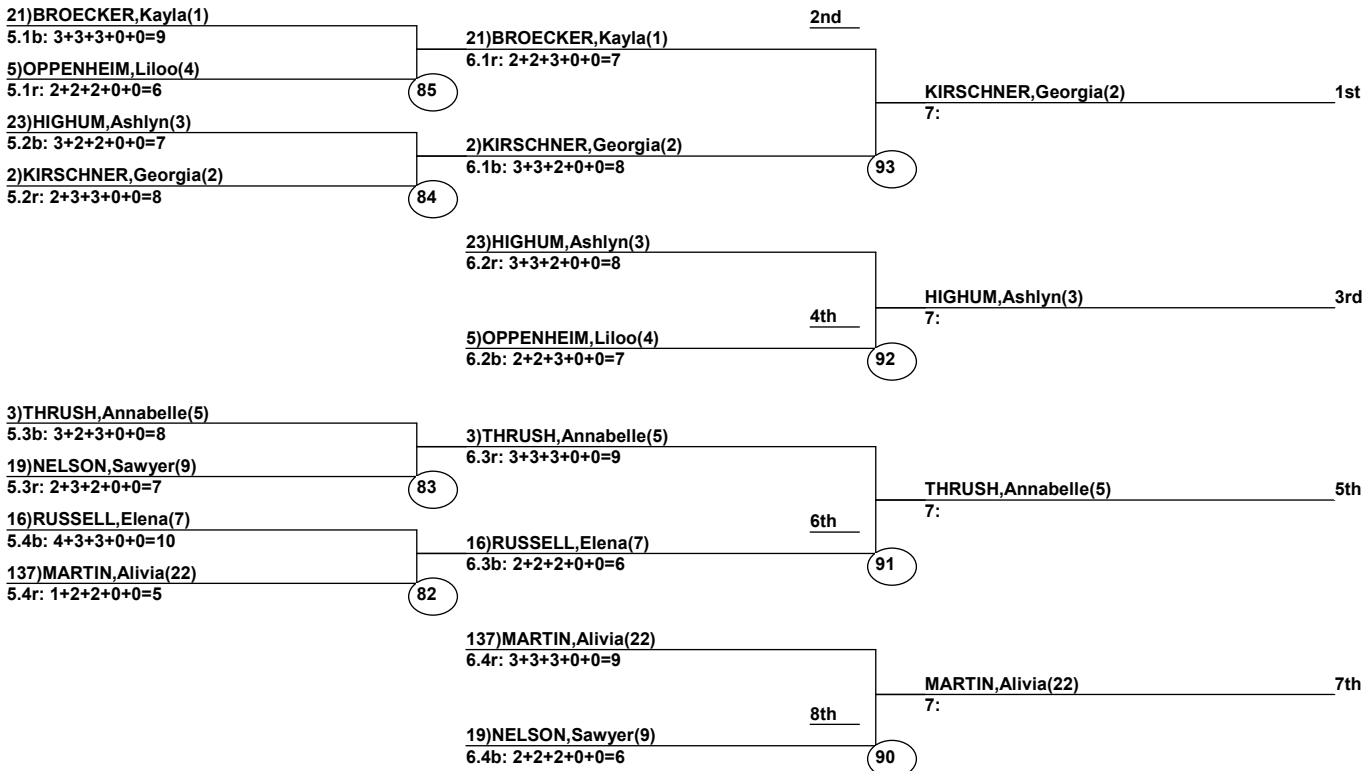 21)BROECKER,Kayla(1)
5.1b: 3+3+3+0+0=9
5)OPPENHEIM,Liloo(4)
5.1r: 2+2+2+0+0=6
85
23)HIGHUM,Ashlyn(3)
5.2b: 3+2+2+0+0=7
2)KIRSCHNER,Georgia(2)
5.2r: 2+3+3+0+0=8
84
21)BROECKER,Kayla(1)
6.1r: 2+2+3+0+0=7
2nd
2)KIRSCHNER,Georgia(2)
6.1b: 3+3+2+0+0=8
93
KIRSCHNER,Georgia(2) 1st
7:
23)HIGHUM,Ashlyn(3)
6.2r: 3+3+2+0+0=8
4th
5)OPPENHEIM,Liloo(4)
6.2b: 2+2+3+0+0=7
92
HIGHUM,Ashlyn(3) 3rd
7:
3)THRUSH,Annabelle(5)
5.3b: 3+2+3+0+0=8
19)NELSON,Sawyer(9)
5.3r: 2+3+2+0+0=7
83
16)RUSSELL,Elena(7)
5.4b: 4+3+3+0+0=10
137)MARTIN,Alivia(22)
5.4r: 1+2+2+0+0=5
82
3)THRUSH,Annabelle(5)
6.3r: 3+3+3+0+0=9
6th
16)RUSSELL,Elena(7)
6.3b: 2+2+2+0+0=6
91
THRUSH,Annabelle(5) 5th
7:
137)MARTIN,Alivia(22)
6.4r: 3+3+3+0+0=9
8th
19)NELSON,Sawyer(9)
6.4b: 2+2+2+0+0=6
90
MARTIN,Alivia(22) 7th
7: